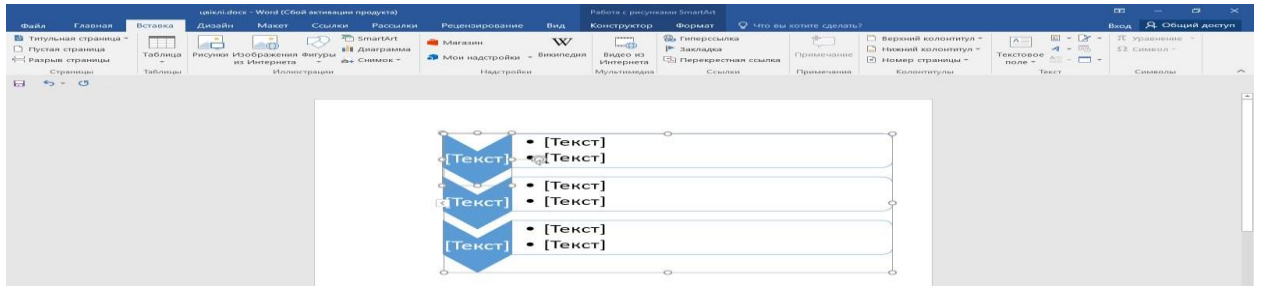 цвіклі.docx - Word (Сбой активации продукта)
Работа с рисунками SmartArt
Файл Главная Вставка Дизайн Макет Ссылки Рассылки Рецензирование Вид Конструктор Формат Что вы хотите сделать? Вход Общий доступ
Титульная страница
Пустая страница
Разрыв страницы
Страницы
Таблица
Таблицы
Рисунки
Изображения из Интернета
Фигуры
SmartArt
Диаграмма
Снимок
Иллюстрации
Магазин
Мои надстройки
W
Википедия
Надстройки
Видео из
Интернета
Мультимедиа
Гиперссылка
Закладка
Перекрестная ссылка
Ссылки
Примечание
Примечания
Верхний колонтитул
Нижний колонтитул
Номер страницы
Колонтитулы
Текстовое
поле
Текст
Уравнение
Символ
Символы
[Текст]
• [Текст]
• [Текст]
[Текст]
• [Текст]
• [Текст]
[Текст]
• [Текст]
• [Текст]